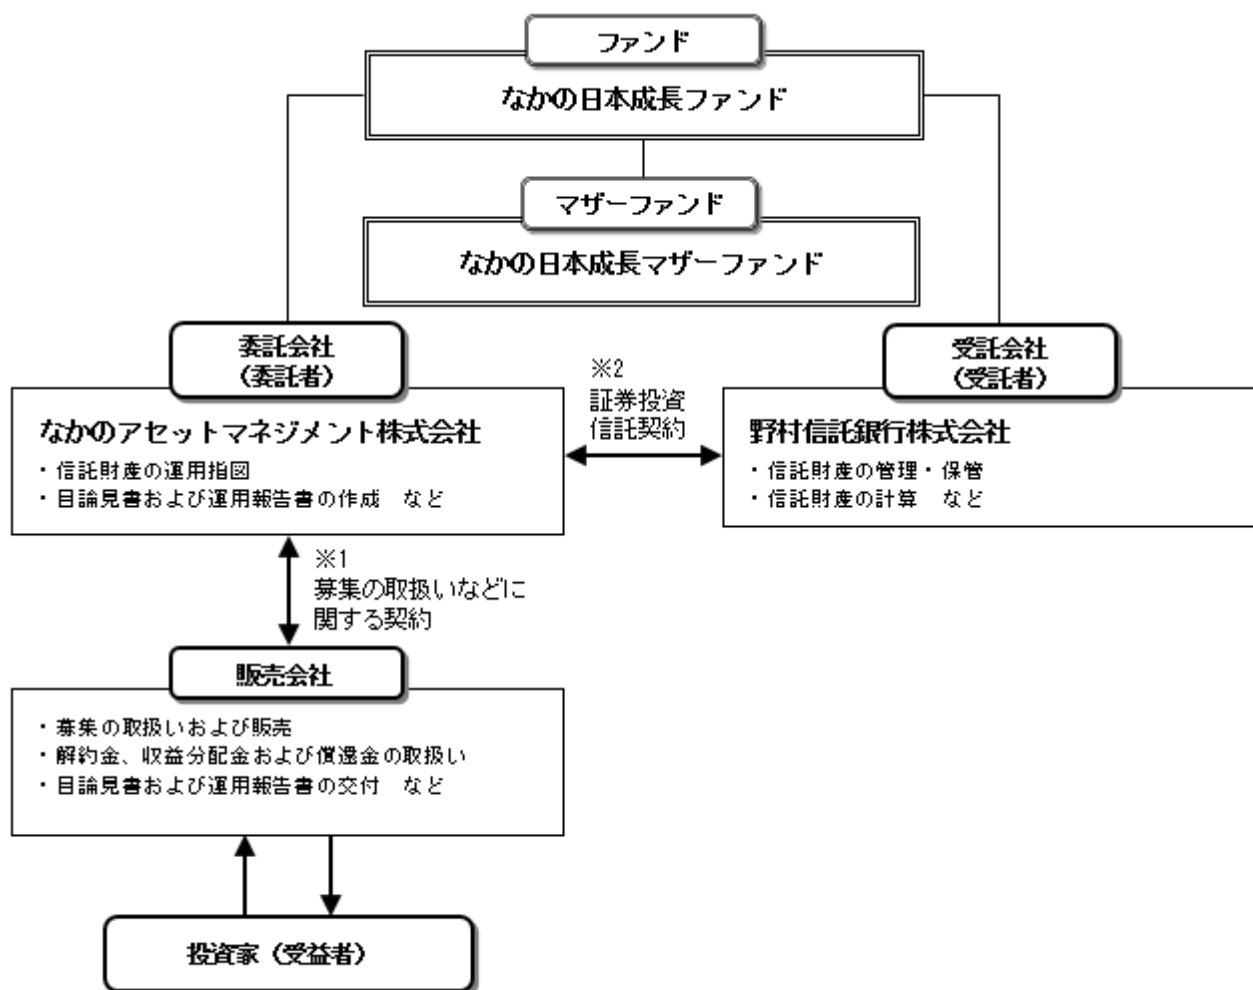 ファンド
なかの日本成長ファンド
マザーファンド
なかの日本成長マザーファンド
委託会社
（委託者）
なかのアセットマネジメント株式会社
・信託財産の運用指図
・目論見書および運用報告書の作成　など
※2
証券投資
信託契約
受託会社
（受託者）
野村信託銀行株式会社
・信託財産の管理・保管
・信託財産の計算　など
※1
募集の取扱いなどに
関する契約
販売会社
・募集の取扱いおよび販売
・解約金、収益分配金および償還金の取扱い
・目論見書および運用報告書の交付　など
投資家（受益者）